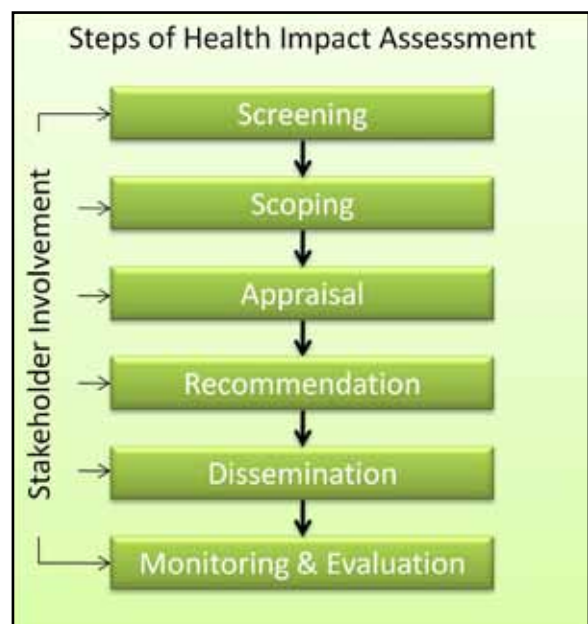 Steps of Health Impact Assessment
Stakeholder Involvement
Screening
Scoping
Appraisal
Recommendation
Dissemination
Monitoring & Evaluation